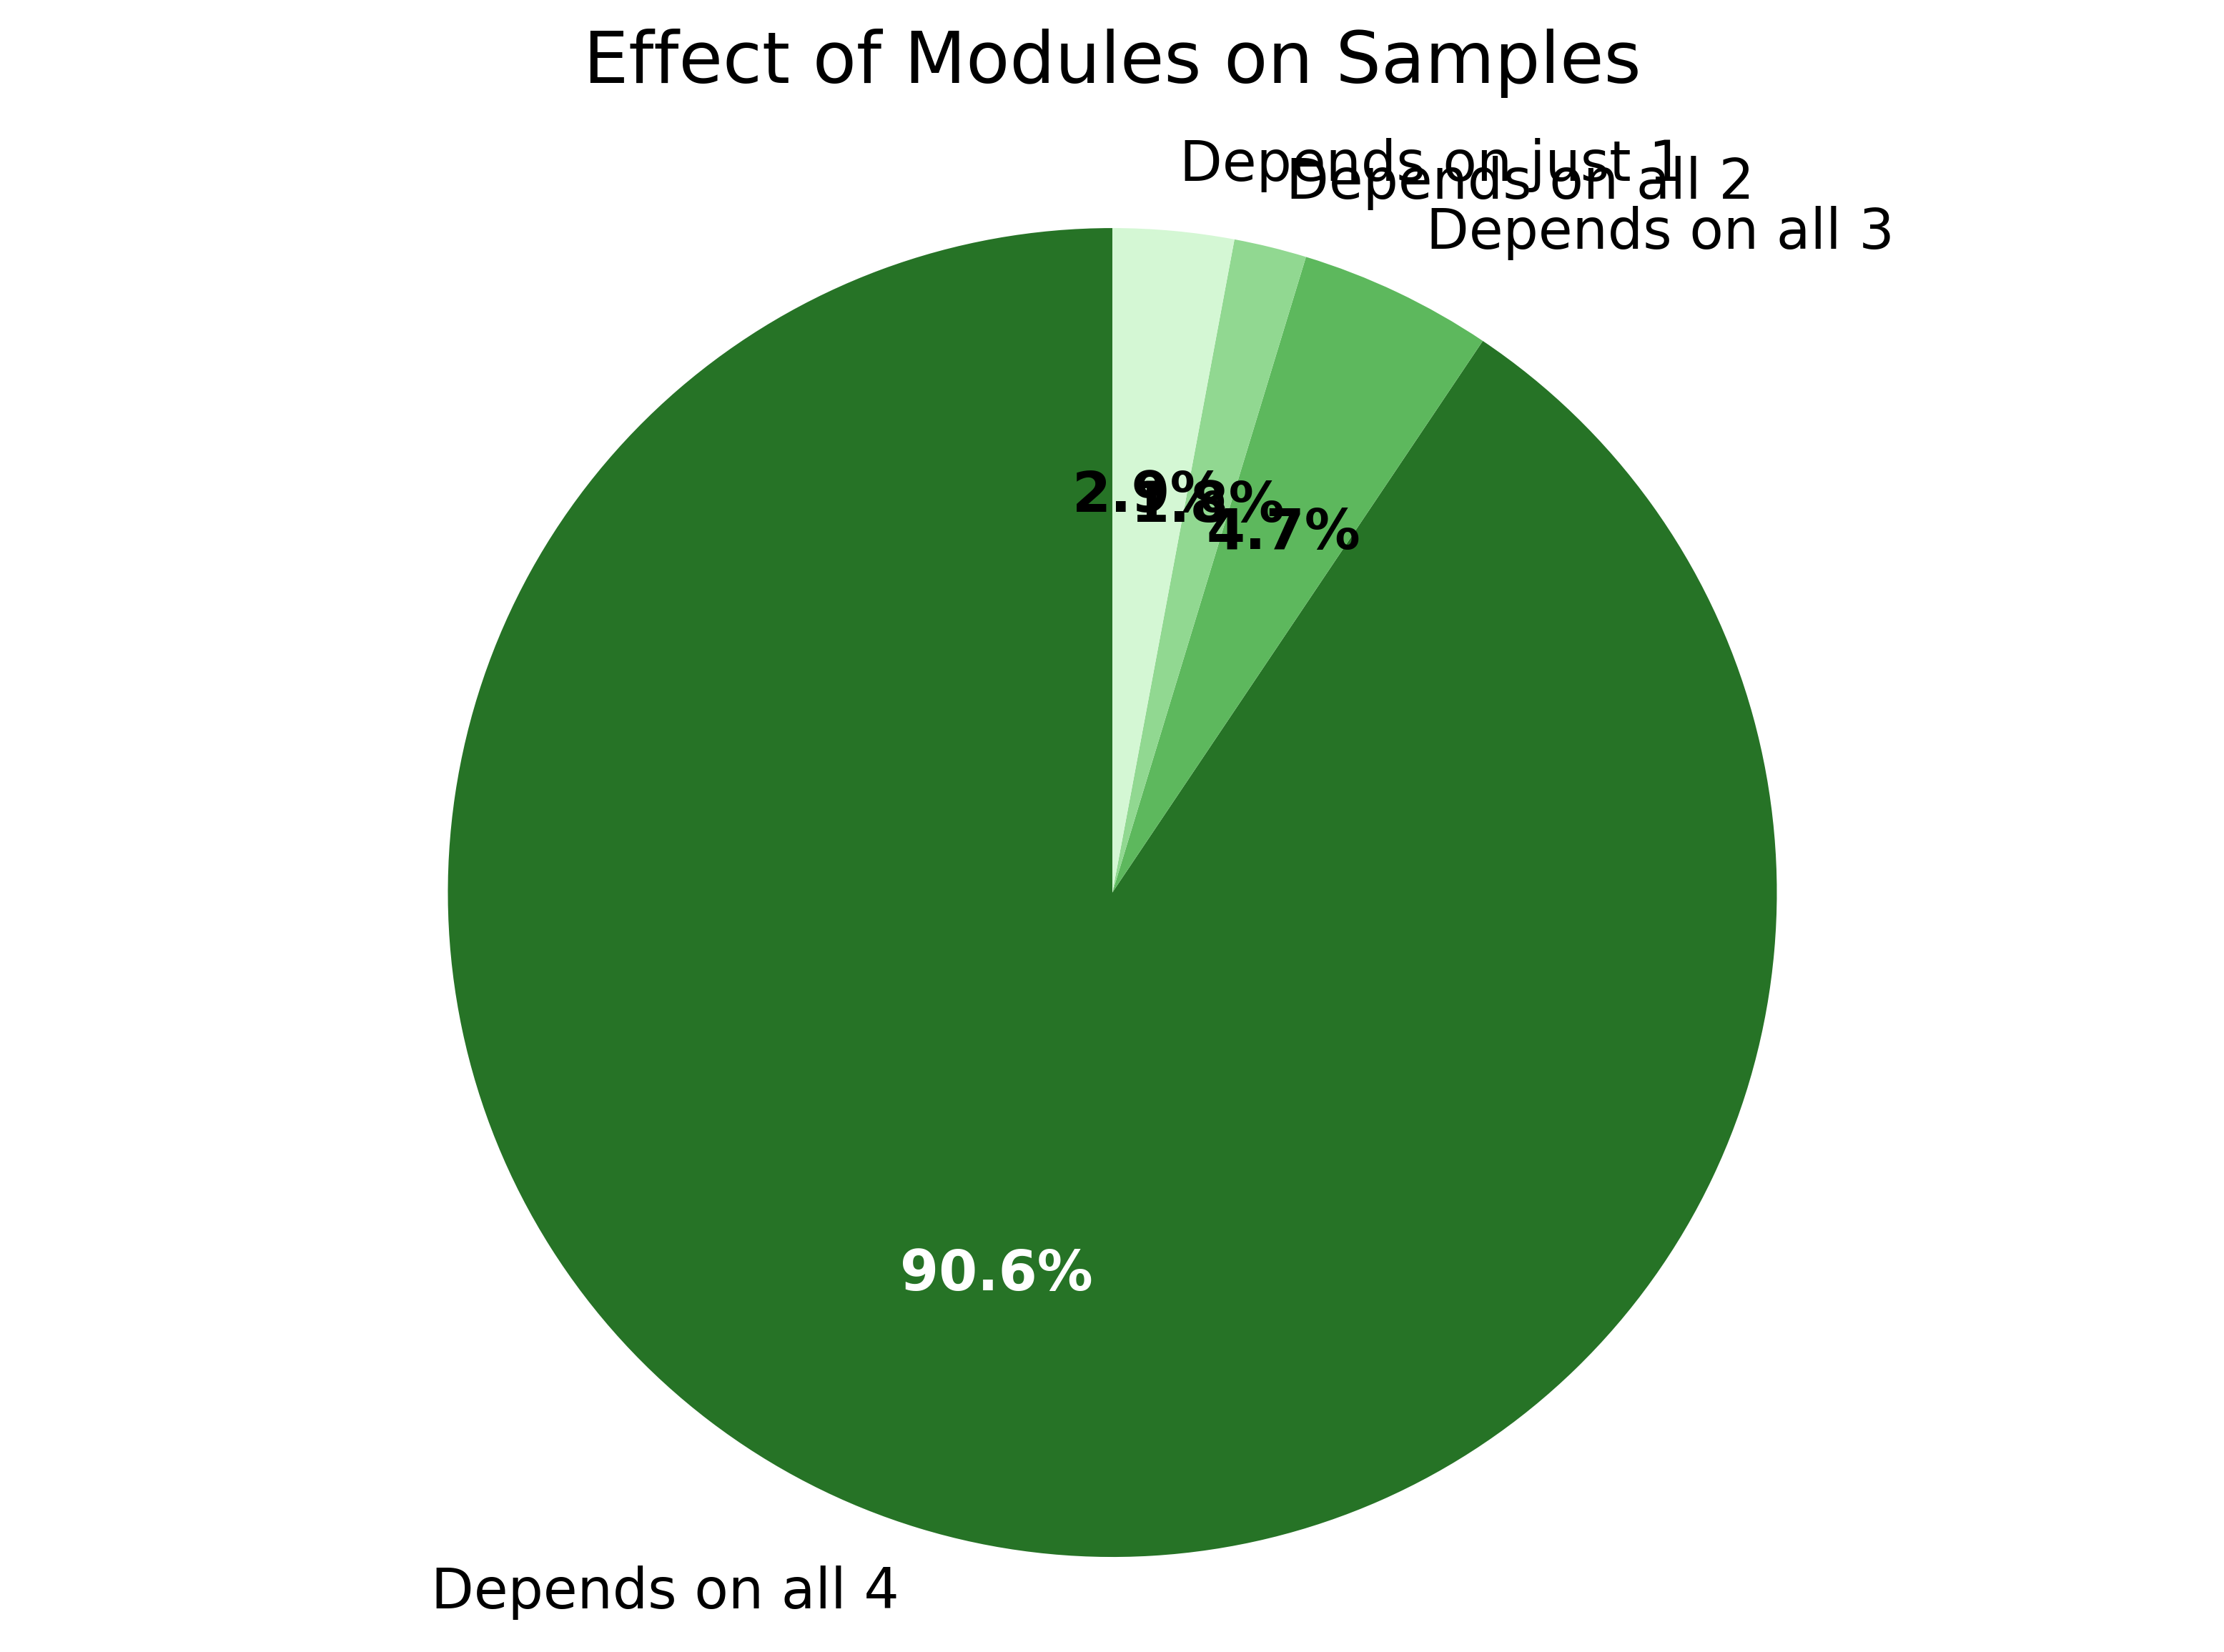 Effect of Modules on Samples
Depends on just 1
Depends on all 2
Depends on all 3
2.9%
1.8%
4.7%
90.6%
Depends on all 4